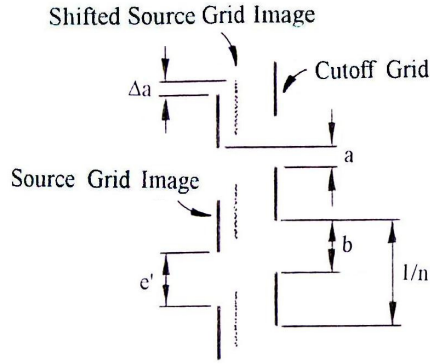 Shifted Source Grid Image
Cutoff Grid
Δa
a
Source Grid Image
b
e'
1/n